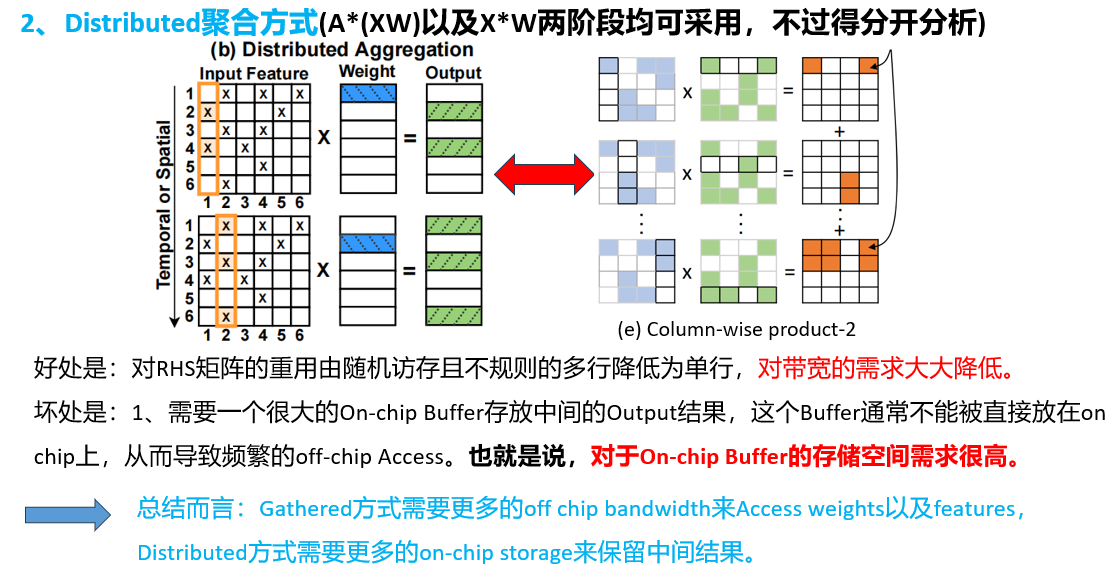 2、Distributed聚合方式(A*(XW)以及X*W两阶段均可采用，不过得分开分析)
(b) Distributed Aggregation
Input Feature Weight Output
Temporal or Spatial
1 x x x
2 x x
3 x x
4 x x
5 x
6 x
1 2 3 4 5 6
X =
1 x x x
2 x x
3 x x
4 x x
5 x
6 x
1 2 3 4 5 6
X =
x =
+
x =
⋮ ⋮ ⋮
+
x =
(e) Column-wise product-2
好处是：对RHS矩阵的重用由随机访存且不规则的多行降低为单行，对带宽的需求大大降低。
坏处是：1、需要一个很大的On-chip Buffer存放中间的Output结果，这个Buffer通常不能被直接放在on
chip上，从而导致频繁的off-chip Access。也就是说，对于On-chip Buffer的存储空间需求很高。
总结而言：Gathered方式需要更多的off chip bandwidth来Access weights以及features，
Distributed方式需要更多的on-chip storage来保留中间结果。